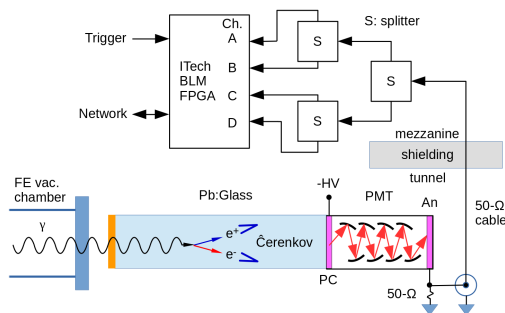 Ch.
S: splitter
Trigger
A
S
ITech
BLM
FPGA
B
S
C
Network
D
S
mezzanine
shielding
tunnel
FE vac.
chamber
Pb:Glass
-HV
PMT
An
50-Ω
cable
γ
e+
Ĉerenkov
e-
PC
50-Ω